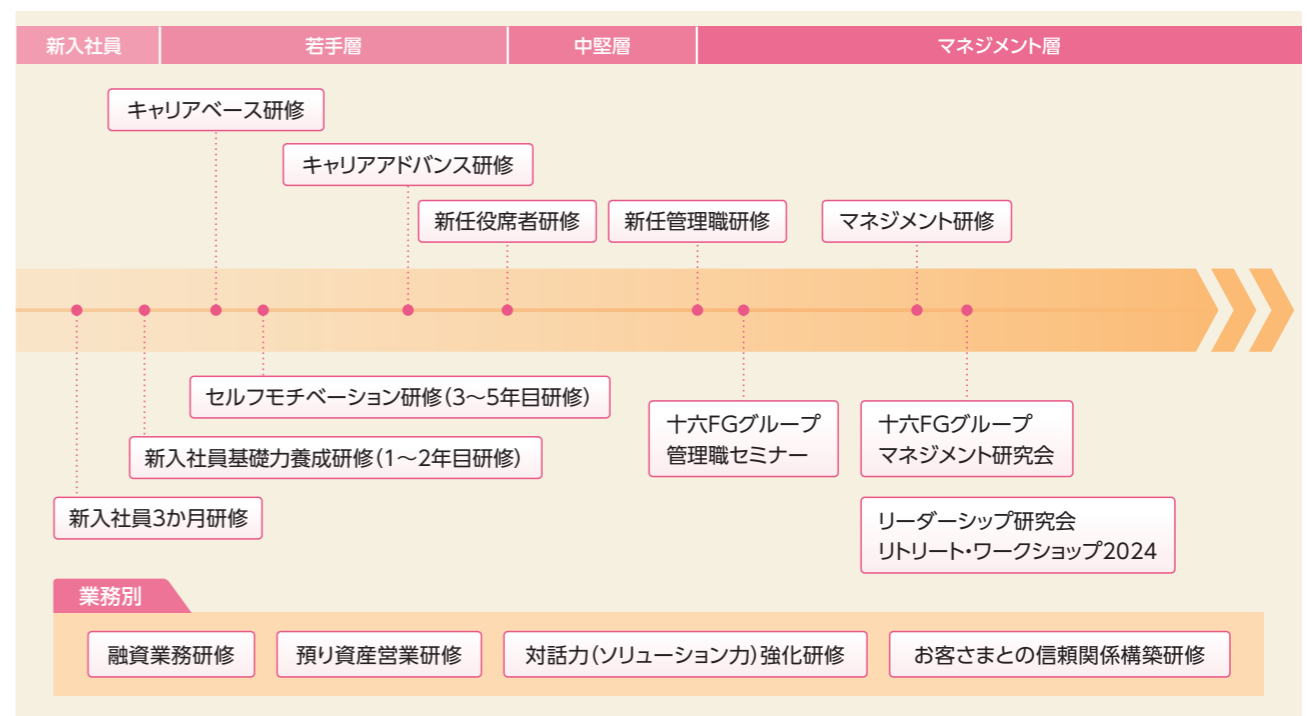 新入社員
若手層
中堅層
マネジメント層
キャリアベース研修
キャリアアドバンス研修
新任役席者研修
新任管理職研修
マネジメント研修
セルフモチベーション研修(3〜5年目研修)
新入社員基礎力養成研修(1〜2年目研修)
新入社員3か月研修
十六FGグループ
管理職セミナー
十六FGグループ
マネジメント研究会
リーダーシップ研究会
リトリート・ワークショップ2024
業務別
融資業務研修
預り資産営業研修
対話力(ソリューション力)強化研修
お客さまとの信頼関係構築研修